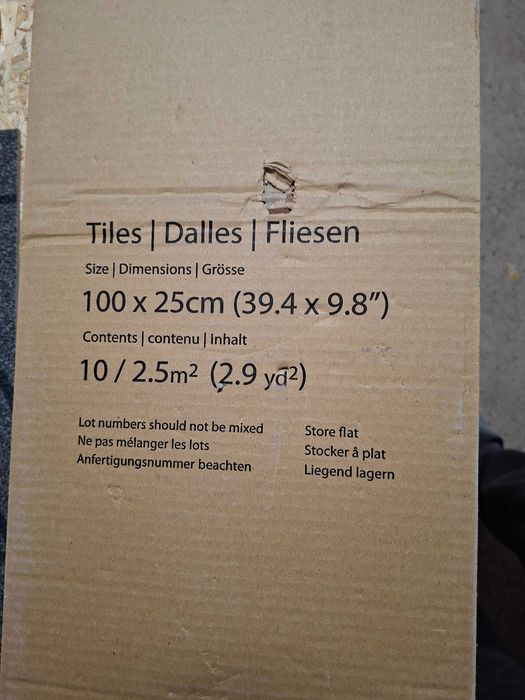 Tiles | Dalles | Fliesen
Size | Dimensions | Grösse
100 x 25cm (39.4 x 9.8”)
Contents | contenu | Inhalt
10 / 2.5m² (2.9 yd²)
Lot numbers should not be mixed
Ne pas mélanger les lots
Anfertigungsnummer beachten
Store flat
Stocker å plat
Liegend lagern